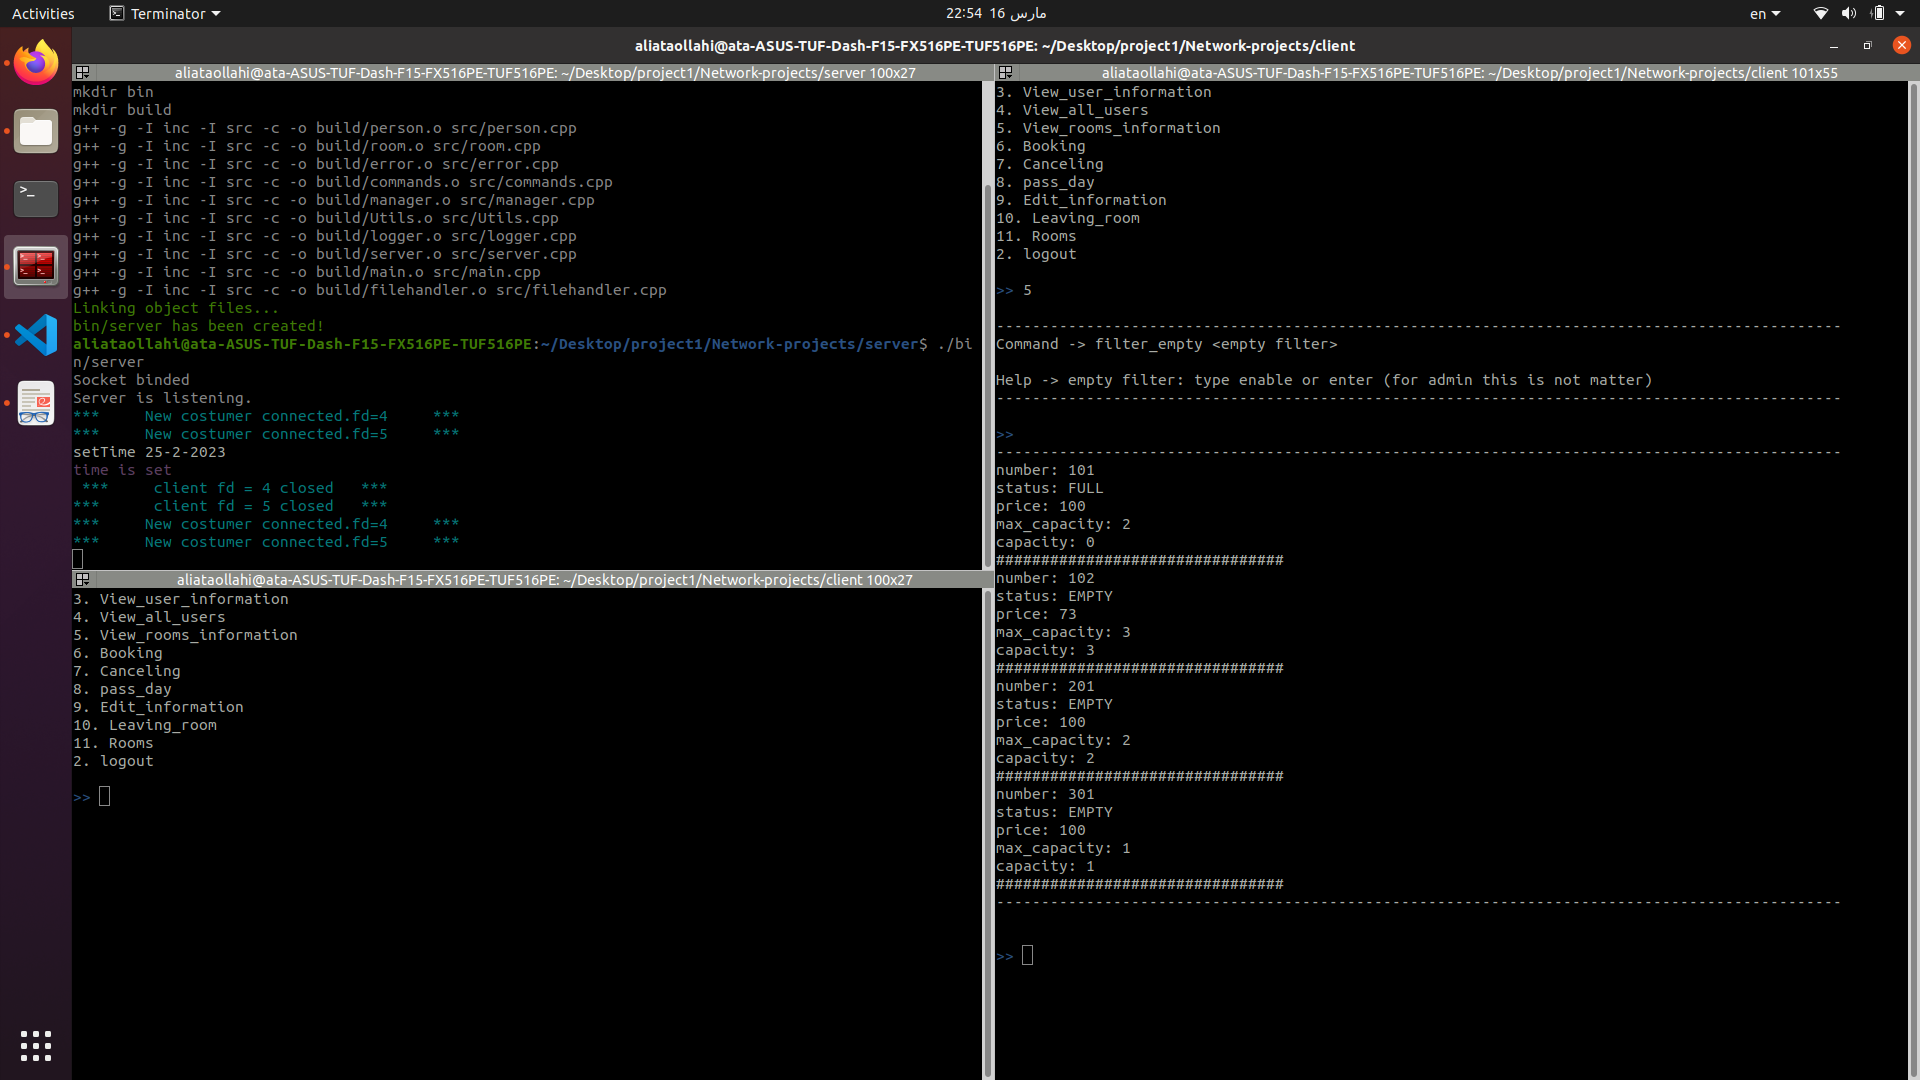 Activities
Terminator
22:54  16 مارس
en
aliataollahi@ata-ASUS-TUF-Dash-F15-FX516PE-TUF516PE: ~/Desktop/project1/Network-projects/client
aliataollahi@ata-ASUS-TUF-Dash-F15-FX516PE-TUF516PE: ~/Desktop/project1/Network-projects/server 100x27
mkdir bin
mkdir build
g++ -g -I inc -I src -c -o build/person.o src/person.cpp
g++ -g -I inc -I src -c -o build/room.o src/room.cpp
g++ -g -I inc -I src -c -o build/error.o src/error.cpp
g++ -g -I inc -I src -c -o build/commands.o src/commands.cpp
g++ -g -I inc -I src -c -o build/manager.o src/manager.cpp
g++ -g -I inc -I src -c -o build/Utils.o src/Utils.cpp
g++ -g -I inc -I src -c -o build/logger.o src/logger.cpp
g++ -g -I inc -I src -c -o build/server.o src/server.cpp
g++ -g -I inc -I src -c -o build/main.o src/main.cpp
g++ -g -I inc -I src -c -o build/filehandler.o src/filehandler.cpp
Linking object files...
bin/server has been created!
aliataollahi@ata-ASUS-TUF-Dash-F15-FX516PE-TUF516PE:~/Desktop/project1/Network-projects/server$ ./bi
n/server
Socket binded
Server is listening.
***     New costumer connected.fd=4     ***
***     New costumer connected.fd=5     ***
setTime 25-2-2023
time is set
 ***     client fd = 4 closed   ***
***      client fd = 5 closed   ***
***     New costumer connected.fd=4     ***
***     New costumer connected.fd=5     ***
aliataollahi@ata-ASUS-TUF-Dash-F15-FX516PE-TUF516PE: ~/Desktop/project1/Network-projects/client 100x27
3. View_user_information
4. View_all_users
5. View_rooms_information
6. Booking
7. Canceling
8. pass_day
9. Edit_information
10. Leaving_room
11. Rooms
2. logout
>>
aliataollahi@ata-ASUS-TUF-Dash-F15-FX516PE-TUF516PE: ~/Desktop/project1/Network-projects/client 101x55
3. View_user_information
4. View_all_users
5. View_rooms_information
6. Booking
7. Canceling
8. pass_day
9. Edit_information
10. Leaving_room
11. Rooms
2. logout
>> 5
----------------------------------------------------------------------------------------------
Command -> filter_empty <empty filter>
Help -> empty filter: type enable or enter (for admin this is not matter)
----------------------------------------------------------------------------------------------
>>
----------------------------------------------------------------------------------------------
number: 101
status: FULL
price: 100
max_capacity: 2
capacity: 0
################################
number: 102
status: EMPTY
price: 73
max_capacity: 3
capacity: 3
################################
number: 201
status: EMPTY
price: 100
max_capacity: 2
capacity: 2
################################
number: 301
status: EMPTY
price: 100
max_capacity: 1
capacity: 1
################################
----------------------------------------------------------------------------------------------
>>